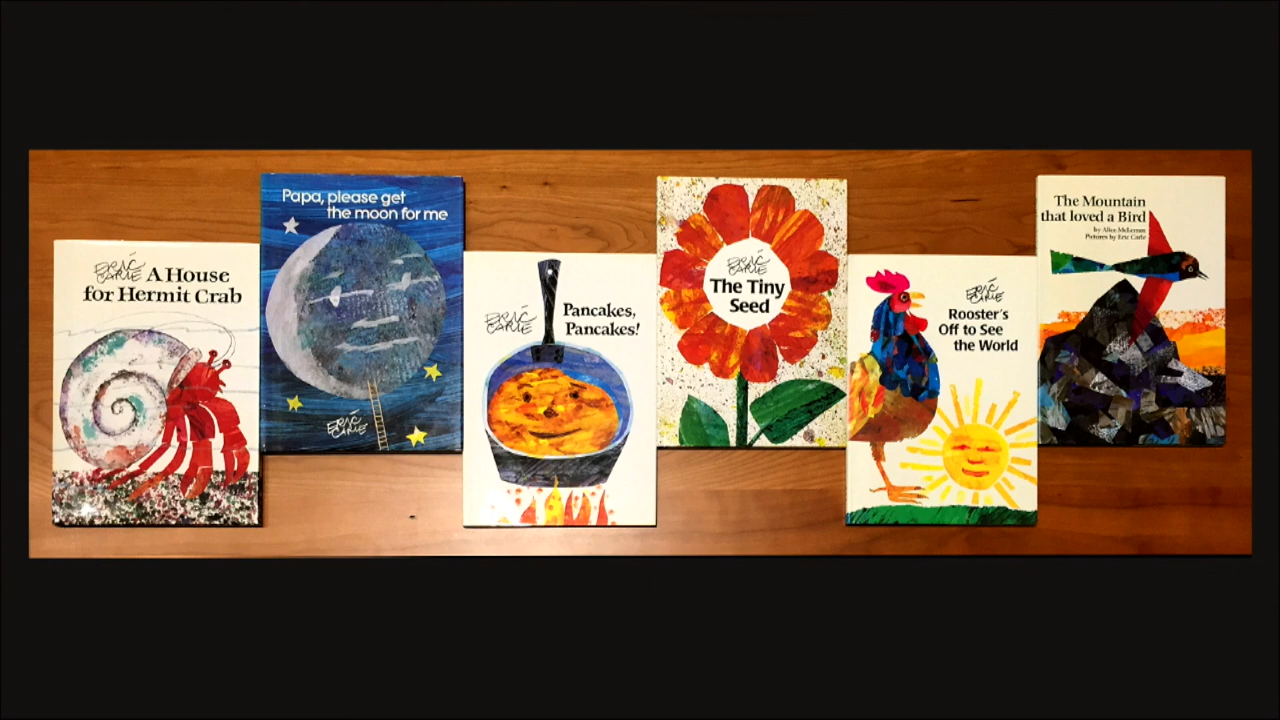 ERIC
CARLE
A House
for Hermit Crab
Papa, please get
the moon for me
ERIC
CARLE
ERIC
CARLE
Pancakes,
Pancakes!
ERIC
CARLE
The Tiny
Seed
ERIC
CARLE
Rooster's
Off to See
the World
The Mountain
that loved a Bird
by Alice McLerran
Pictures by Eric Carle